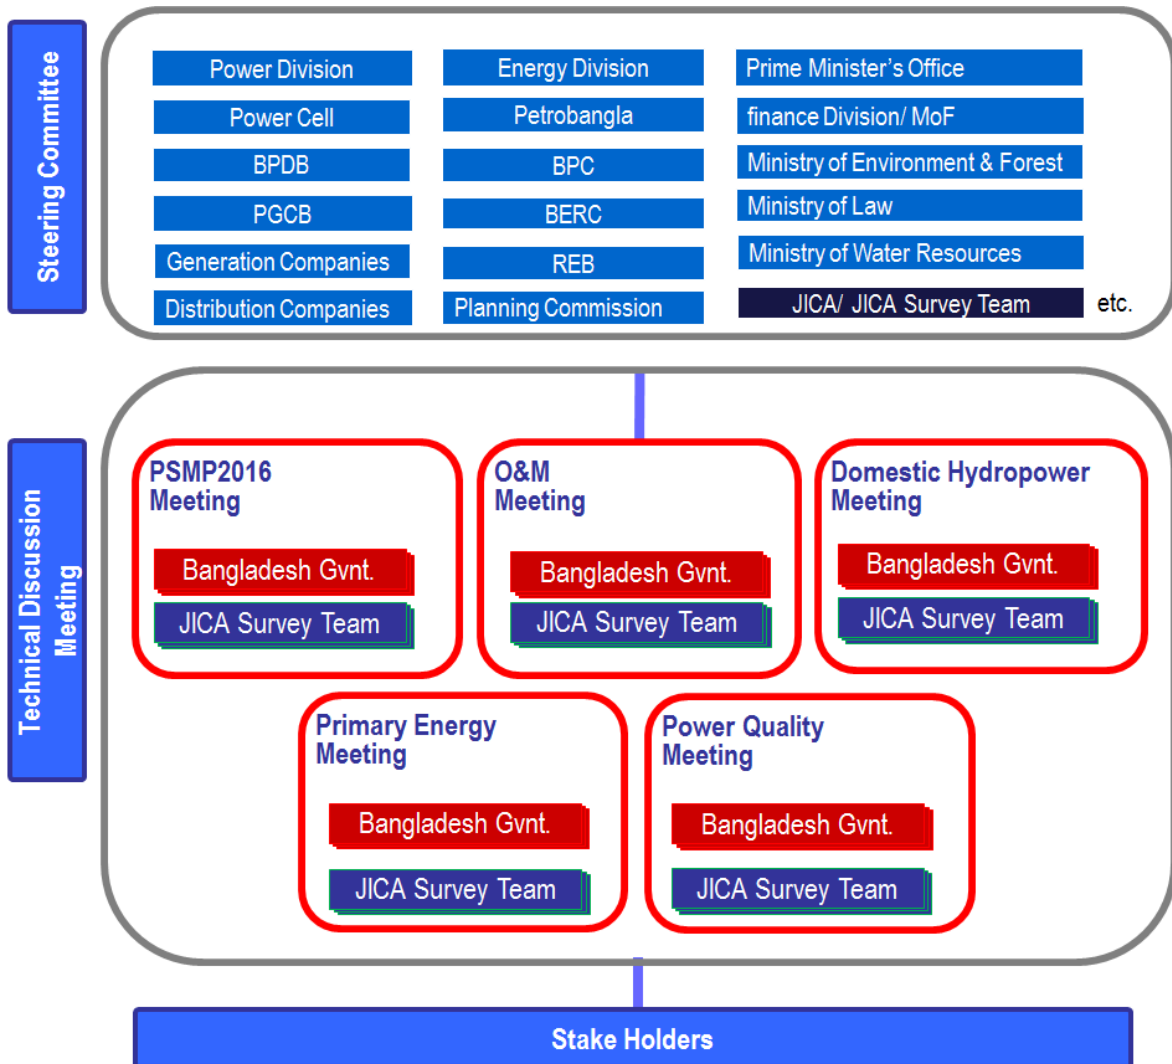 Steering Committee
Power Division
Power Cell
BPDB
PGCB
Generation Companies
Distribution Companies
Energy Division
Petrobangla
BPC
BERC
REB
Planning Commission
Prime Minister's Office
finance Division/ MoF
Ministry of Environment & Forest
Ministry of Law
Ministry of Water Resources
JICA/ JICA Survey Team
etc.
Technical Discussion
Meeting
PSMP2016
Meeting
Bangladesh Gvnt.
JICA Survey Team
O&M
Meeting
Bangladesh Gvnt.
JICA Survey Team
Domestic Hydropower
Meeting
Bangladesh Gvnt.
JICA Survey Team
Primary Energy
Meeting
Bangladesh Gvnt.
JICA Survey Team
Power Quality
Meeting
Bangladesh Gvnt.
JICA Survey Team
Stake Holders